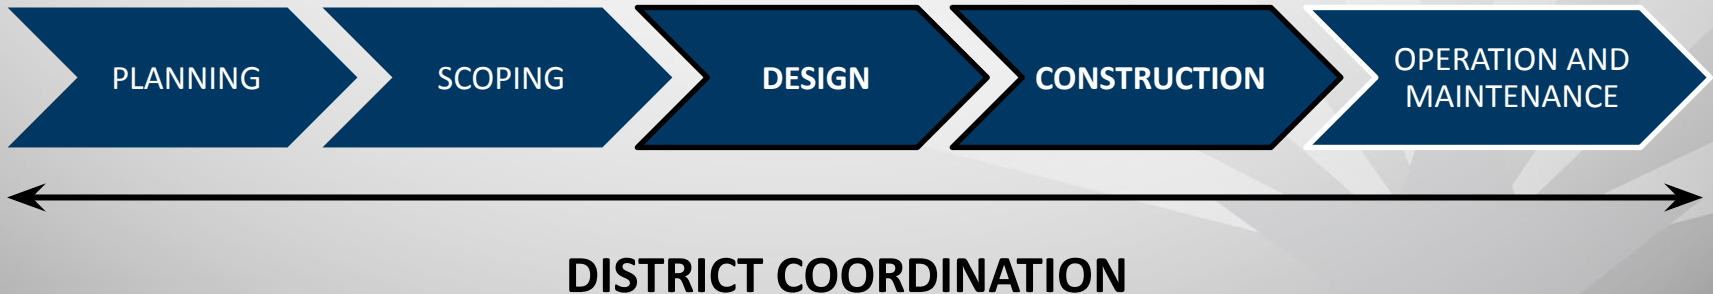 PLANNING
SCOPING
DESIGN
CONSTRUCTION
OPERATION AND
MAINTENANCE
DISTRICT COORDINATION